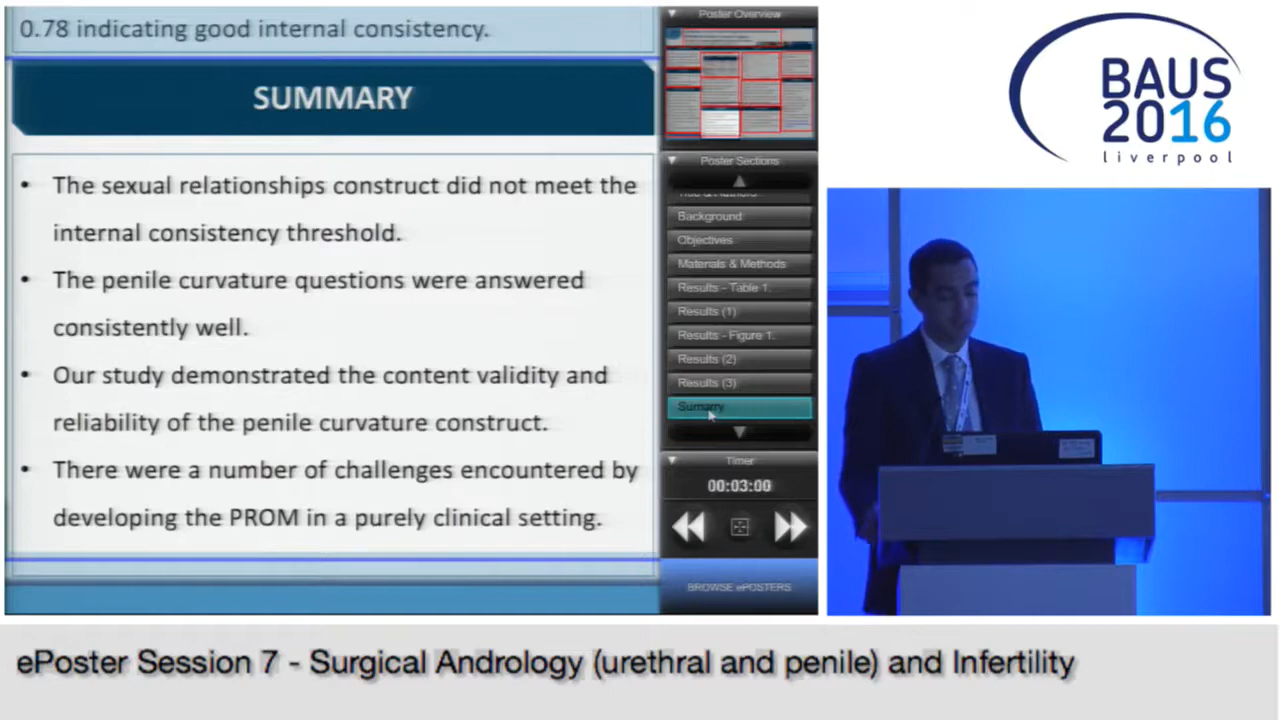 0.78 indicating good internal consistency.
SUMMARY
• The sexual relationships construct did not meet the
internal consistency threshold.
• The penile curvature questions were answered
consistently well.
• Our study demonstrated the content validity and
reliability of the penile curvature construct.
• There were a number of challenges encountered by
developing the PROM in a purely clinical setting.
Poster Overview
Poster Sections
Background
Objectives
Materials & Methods
Results - Table 1.
Results (1)
Results - Figure 1.
Results (2)
Results (3)
Sumarry
Timer
00:03:00
BROWSE ePOSTERS
BAUS
2016
liverpool
ePoster Session 7 - Surgical Andrology (urethral and penile) and Infertility